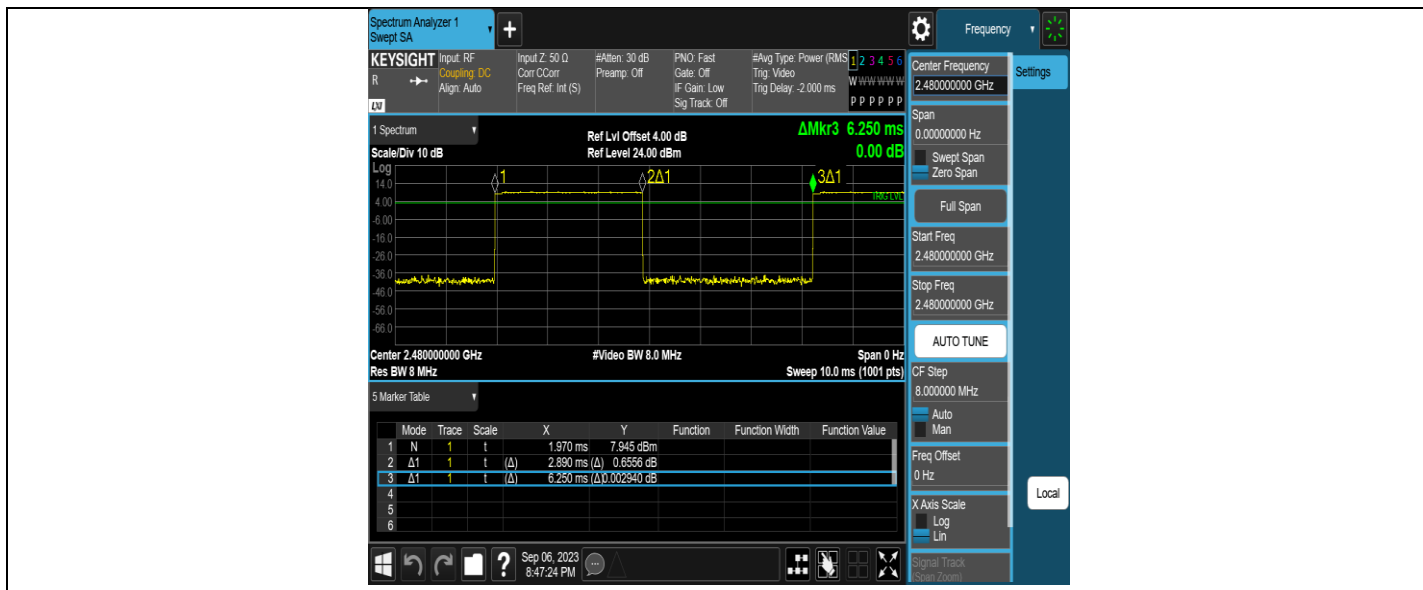 Spectrum Analyzer 1
Swept SA
+
Frequency
KEYSIGHT
R
LXI
Input: RF
Coupling: DC
Align: Auto
Input Z: 50 Ω
Corr CCorr
Freq Ref: Int (S)
#Atten: 30 dB
Preamp: Off
PNO: Fast
Gate: Off
IF Gain: Low
Sig Track: Off
#Avg Type: Power (RMS
Trig: Video
Trig Delay: -2.000 ms
1 2 3 4 5 6
W W W W W W
P P P P P P
1 Spectrum
Scale/Div 10 dB
Ref Lvl Offset 4.00 dB
Ref Level 24.00 dBm
ΔMkr3 6.250 ms
0.00 dB
Log
14.0
4.00
-6.00
-16.0
-26.0
-36.0
-46.0
-56.0
-66.0
1
2Δ1
3Δ1
TRIG LVL
Center 2.480000000 GHz
#Video BW 8.0 MHz
Span 0 Hz
Res BW 8 MHz
Sweep 10.0 ms (1001 pts)
5 Marker Table
Mode Trace Scale X Y Function Function Width Function Value
1 N 1 t 1.970 ms 7.945 dBm
2 Δ1 1 t (Δ) 2.890 ms (Δ) 0.6556 dB
3 Δ1 1 t (Δ) 6.250 ms (Δ)0.002940 dB
4
5
6
?
Sep 06, 2023
8:47:24 PM
Center Frequency
2.480000000 GHz
Span
0.00000000 Hz
Swept Span
Zero Span
Full Span
Start Freq
2.480000000 GHz
Stop Freq
2.480000000 GHz
AUTO TUNE
CF Step
8.000000 MHz
Auto
Man
Freq Offset
0 Hz
X Axis Scale
Log
Lin
Signal Track
(Span Zoom)
Settings
Local